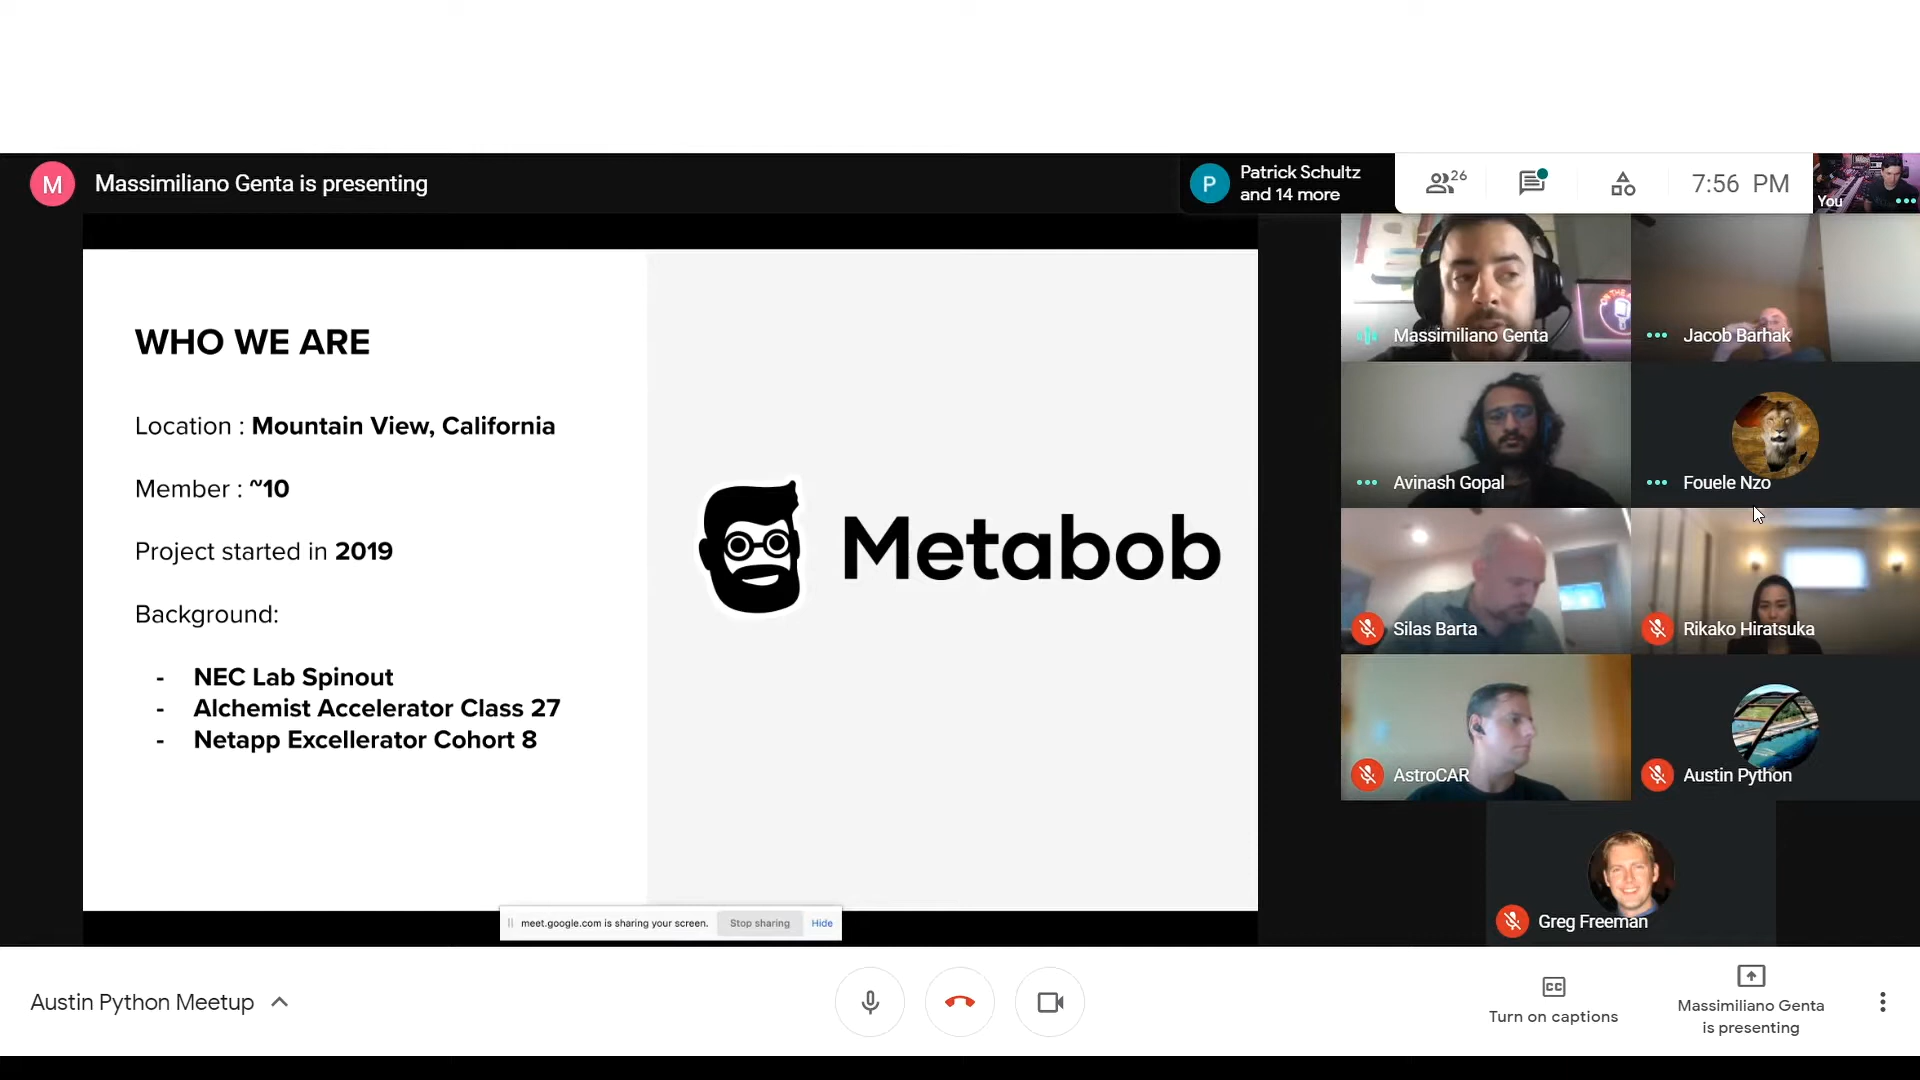 M
Massimiliano Genta is presenting
P
Patrick Schultz
and 14 more
26
7:56 PM
You
WHO WE ARE
Location : Mountain View, California
Member : ~10
Project started in 2019
Background:
- NEC Lab Spinout
- Alchemist Accelerator Class 27
- Netapp Excellerator Cohort 8
Metabob
Massimiliano Genta
Jacob Barhak
Avinash Gopal
Fouele Nzo
Silas Barta
Rikako Hiratsuka
AstroCAR
Austin Python
Greg Freeman
meet.google.com is sharing your screen.
Stop sharing
Hide
Austin Python Meetup
CC
Turn on captions
Massimiliano Genta
is presenting